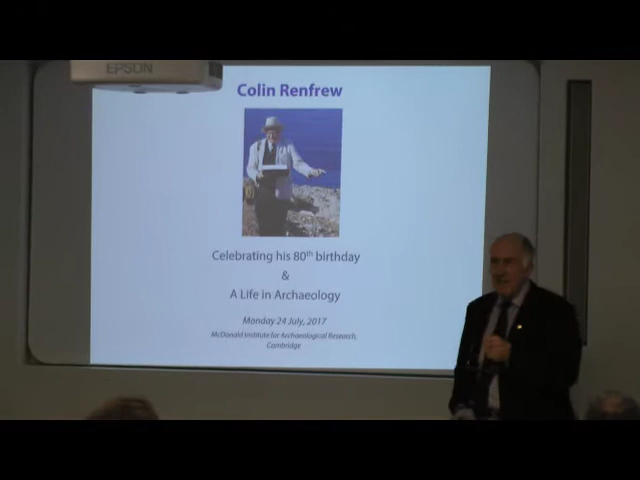 EPSON
Colin Renfrew
Celebrating his 80th birthday
&
A Life in Archaeology
Monday 24 July, 2017
McDonald Institute for Archaeological Research,
Cambridge